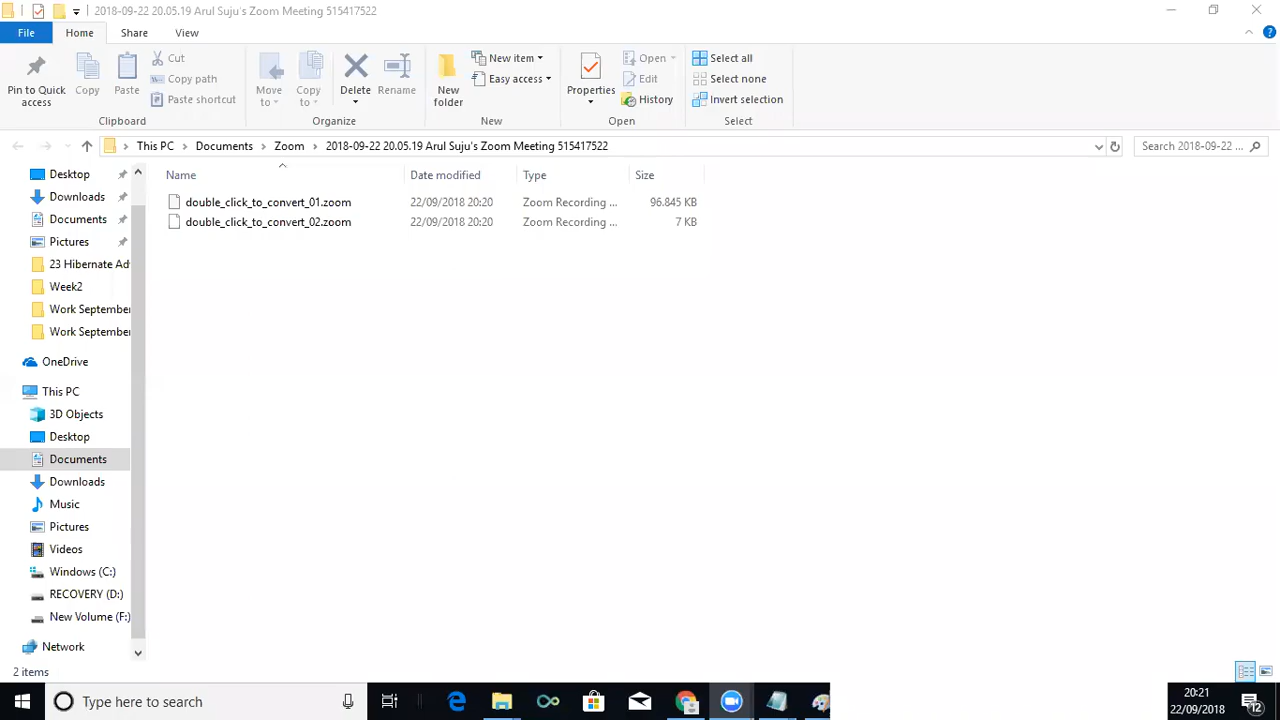 2018-09-22 20.05.19 Arul Suju's Zoom Meeting 515417522
File Home Share View
Pin to Quick access
Copy
Paste
Cut
Copy path
Paste shortcut
Clipboard
Move to
Copy to
Delete
Rename
Organize
New folder
New item
Easy access
New
Properties
Open
Edit
History
Open
Select all
Select none
Invert selection
Select
This PC Documents Zoom 2018-09-22 20.05.19 Arul Suju's Zoom Meeting 515417522
Search 2018-09-22 ...
Name Date modified Type Size
double_click_to_convert_01.zoom 22/09/2018 20:20 Zoom Recording ... 96.845 KB
double_click_to_convert_02.zoom 22/09/2018 20:20 Zoom Recording ... 7 KB
Desktop
Downloads
Documents
Pictures
23 Hibernate Ad
Week2
Work September
Work September
OneDrive
This PC
3D Objects
Desktop
Documents
Downloads
Music
Pictures
Videos
Windows (C:)
RECOVERY (D:)
New Volume (F:)
Network
2 items
Type here to search
20:21
22/09/2018
12